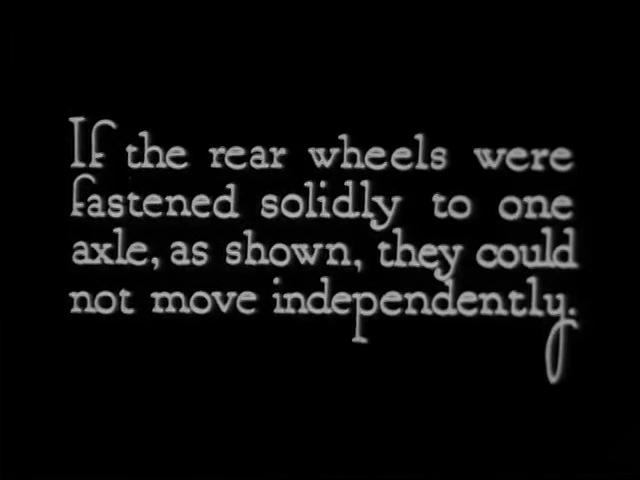 If the rear wheels were
fastened solidly to one
axle, as shown, they could
not move independently.